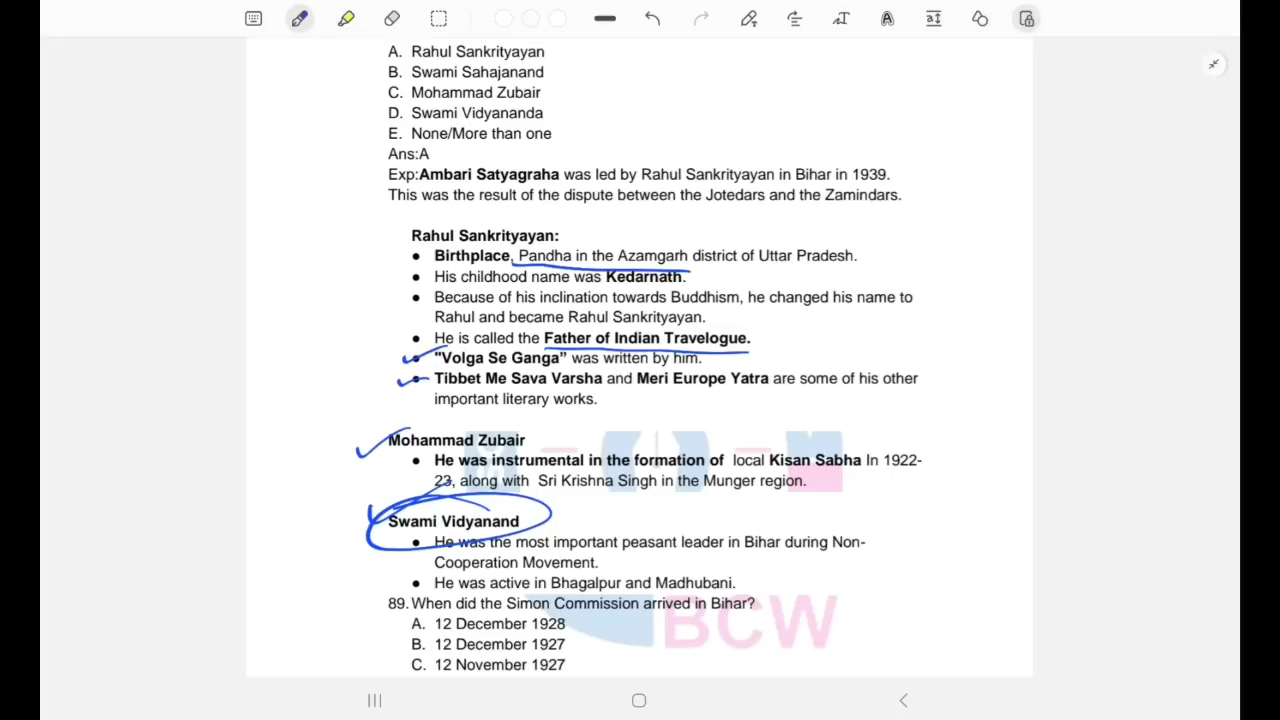 A. Rahul Sankrityayan
B. Swami Sahajanand
C. Mohammad Zubair
D. Swami Vidyananda
E. None/More than one
Ans:A
Exp:Ambari Satyagraha was led by Rahul Sankrityayan in Bihar in 1939.
This was the result of the dispute between the Jotedars and the Zamindars.
Rahul Sankrityayan:
● Birthplace, Pandha in the Azamgarh district of Uttar Pradesh.
● His childhood name was Kedarnath.
● Because of his inclination towards Buddhism, he changed his name to
Rahul and became Rahul Sankrityayan.
● He is called the Father of Indian Travelogue.
● "Volga Se Ganga” was written by him.
● Tibbet Me Sava Varsha and Meri Europe Yatra are some of his other
important literary works.
Mohammad Zubair
● He was instrumental in the formation of local Kisan Sabha In 1922-
23, along with Sri Krishna Singh in the Munger region.
Swami Vidyanand
● He was the most important peasant leader in Bihar during Non-
Cooperation Movement.
● He was active in Bhagalpur and Madhubani.
89. When did the Simon Commission arrived in Bihar?
A. 12 December 1928
B. 12 December 1927
C. 12 November 1927
BCW